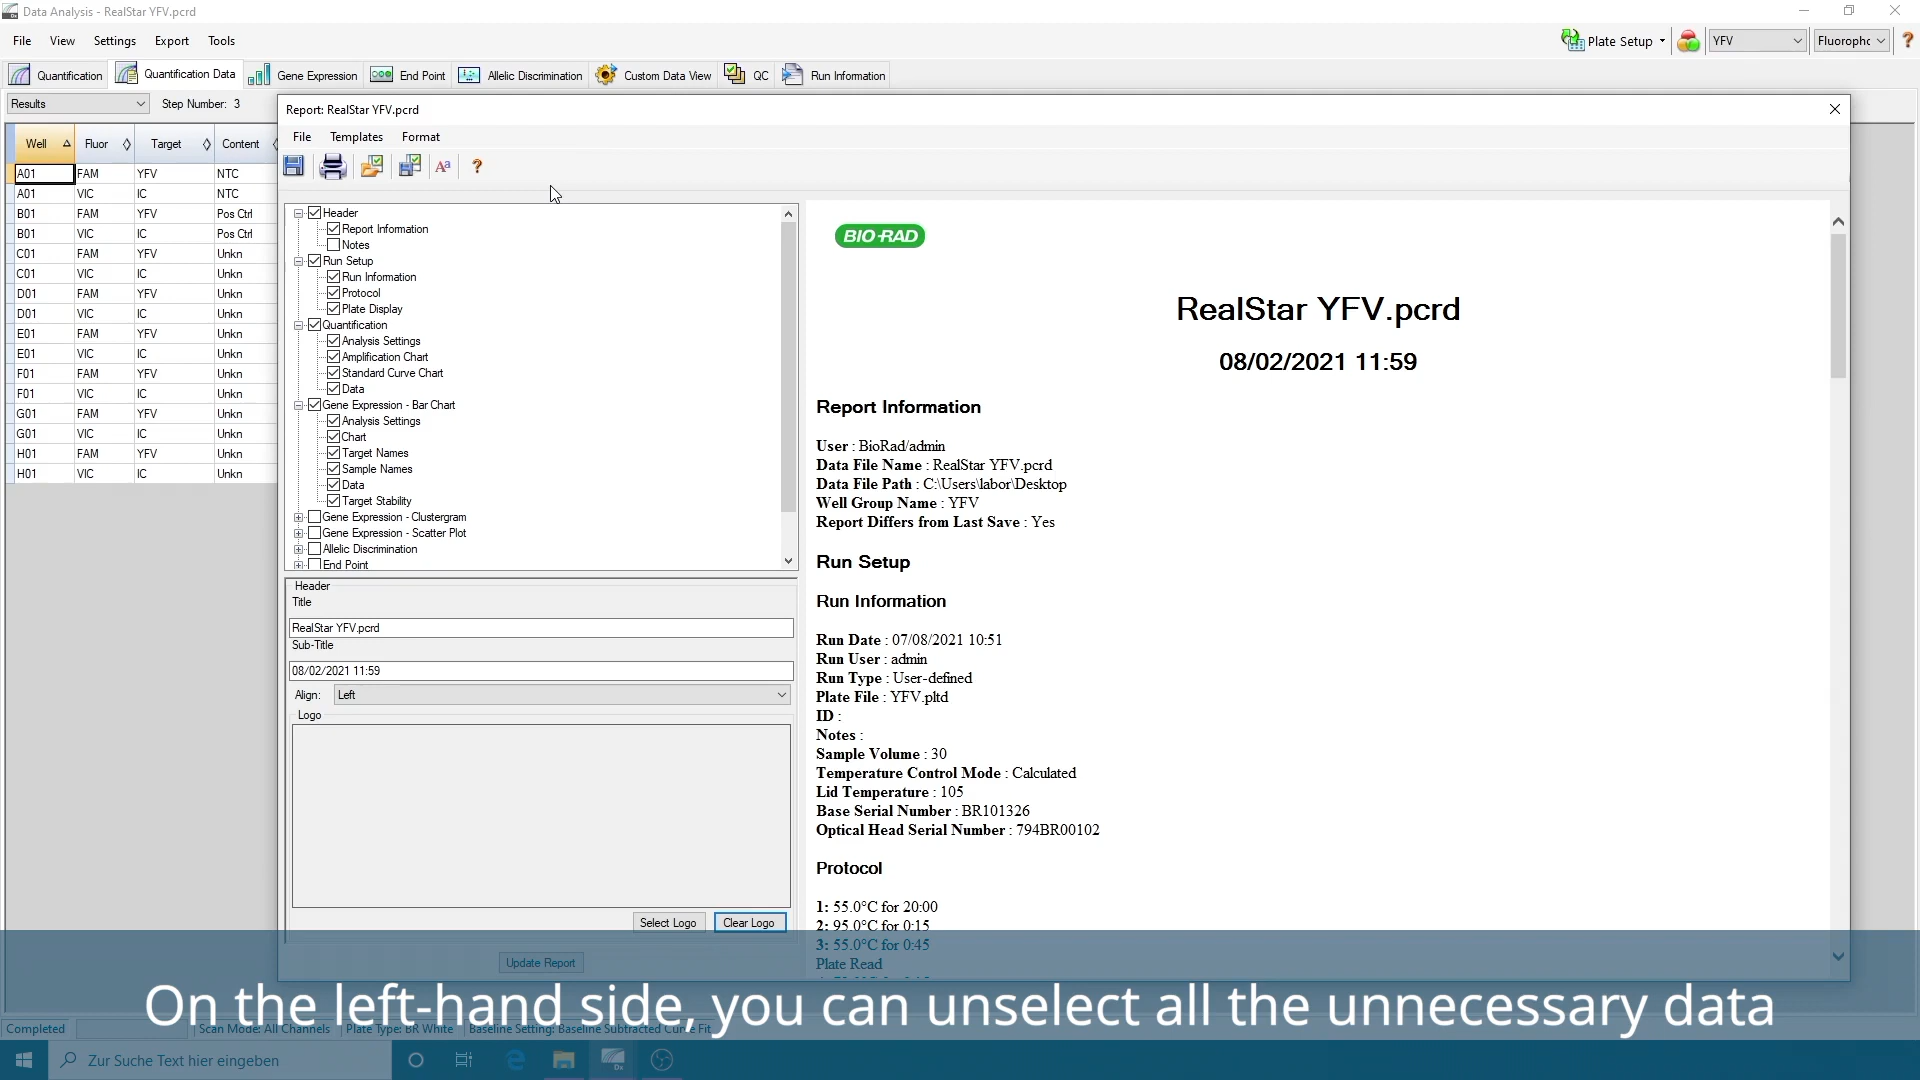 Data Analysis - RealStar YFV.pcrd
File View Settings Export Tools
Plate Setup YFV Fluoropho ?
Quantification Quantification Data Gene Expression End Point Allelic Discrimination Custom Data View QC Run Information
Results Step Number: 3
Report: RealStar YFV.pcrd
File Templates Format
Aa ?
Well Fluor Target Content
A01 FAM YFV NTC
A01 VIC IC NTC
B01 FAM YFV Pos Ctrl
B01 VIC IC Pos Ctrl
C01 FAM YFV Unkn
C01 VIC IC Unkn
D01 FAM YFV Unkn
D01 VIC IC Unkn
E01 FAM YFV Unkn
E01 VIC IC Unkn
F01 FAM YFV Unkn
F01 VIC IC Unkn
G01 FAM YFV Unkn
G01 VIC IC Unkn
H01 FAM YFV Unkn
H01 VIC IC Unkn
Header
Report Information
Notes
Run Setup
Run Information
Protocol
Plate Display
Quantification
Analysis Settings
Amplification Chart
Standard Curve Chart
Data
Gene Expression - Bar Chart
Analysis Settings
Chart
Target Names
Sample Names
Data
Target Stability
Gene Expression - Clustergram
Gene Expression - Scatter Plot
Allelic Discrimination
End Point
Header
Title
RealStar YFV.pcrd
Sub-Title
08/02/2021 11:59
Align: Left
Logo
Select Logo Clear Logo
Update Report
BIO-RAD
RealStar YFV.pcrd
08/02/2021 11:59
Report Information
User : BioRad/admin
Data File Name : RealStar YFV.pcrd
Data File Path : C:\Users\labor\Desktop
Well Group Name : YFV
Report Differs from Last Save : Yes
Run Setup
Run Information
Run Date : 07/08/2021 10:51
Run User : admin
Run Type : User-defined
Plate File : YFV.pltd
ID :
Notes :
Sample Volume : 30
Temperature Control Mode : Calculated
Lid Temperature : 105
Base Serial Number : BR101326
Optical Head Serial Number : 794BR00102
Protocol
1: 55.0°C for 20:00
2: 95.0°C for 0:15
3: 55.0°C for 0:45
Plate Read
On the left-hand side, you can unselect all the unnecessary data
Completed Scan Mode: All Channels Plate Type: BR White Baseline Setting: Baseline Subtracted Curve Fit
Zur Suche Text hier eingeben